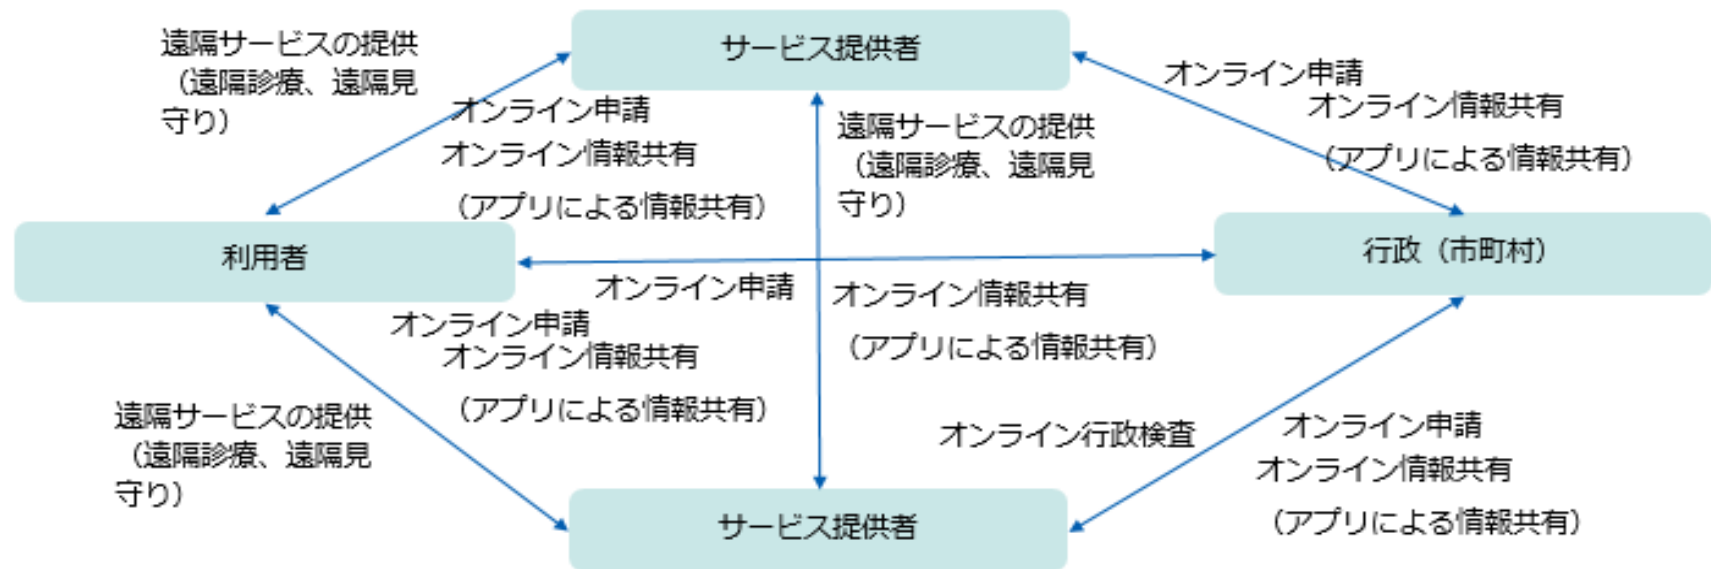 サービス提供者
遠隔サービスの提供
（遠隔診療、遠隔見
守り）
オンライン申請
オンライン情報共有
（アプリによる情報共有）
遠隔サービスの提供
（遠隔診療、遠隔見
守り）
オンライン申請
オンライン情報共有
（アプリによる情報共有）
利用者
行政（市町村）
オンライン申請
オンライン情報共有
（アプリによる情報共有）
オンライン申請
オンライン情報共有
（アプリによる情報共有）
遠隔サービスの提供
（遠隔診療、遠隔見
守り）
オンライン行政検査
オンライン申請
オンライン情報共有
（アプリによる情報共有）
サービス提供者